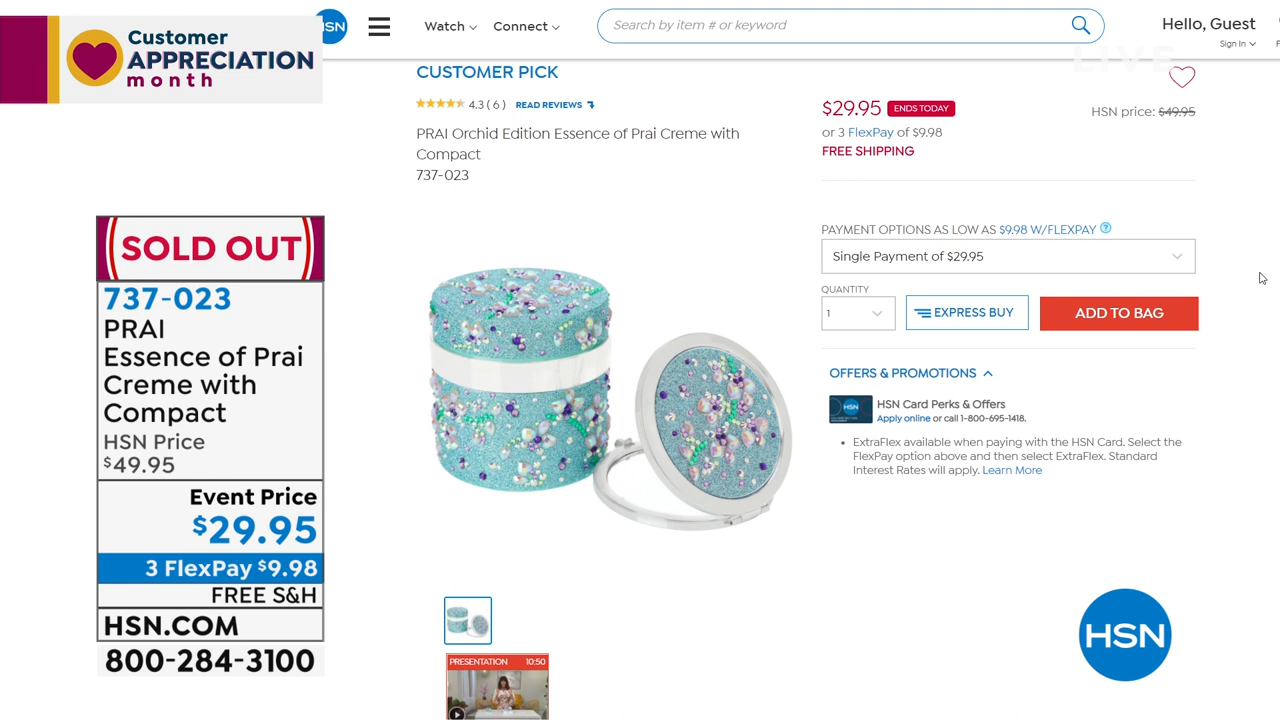 Customer
APPRECIATION
month
HSN
Watch
Connect
Search by item # or keyword
Hello, Guest
Sign In
LIVE
CUSTOMER PICK
4.3 ( 6 )
READ REVIEWS
PRAI Orchid Edition Essence of Prai Creme with
Compact
737-023
$29.95 ENDS TODAY
HSN price: $49.95
or 3 FlexPay of $9.98
FREE SHIPPING
PAYMENT OPTIONS AS LOW AS $9.98 W/FLEXPAY ?
Single Payment of $29.95
QUANTITY
1
EXPRESS BUY
ADD TO BAG
OFFERS & PROMOTIONS
HSN
HSN Card Perks & Offers
Apply online or call 1-800-695-1418.
• ExtraFlex available when paying with the HSN Card. Select the
FlexPay option above and then select ExtraFlex. Standard
Interest Rates will apply. Learn More
SOLD OUT
737-023
PRAI
Essence of Prai
Creme with
Compact
HSN Price
$49.95
Event Price
$29.95
3 FlexPay $9.98
FREE S&H
HSN.COM
800-284-3100
PRESENTATION 10:50
HSN